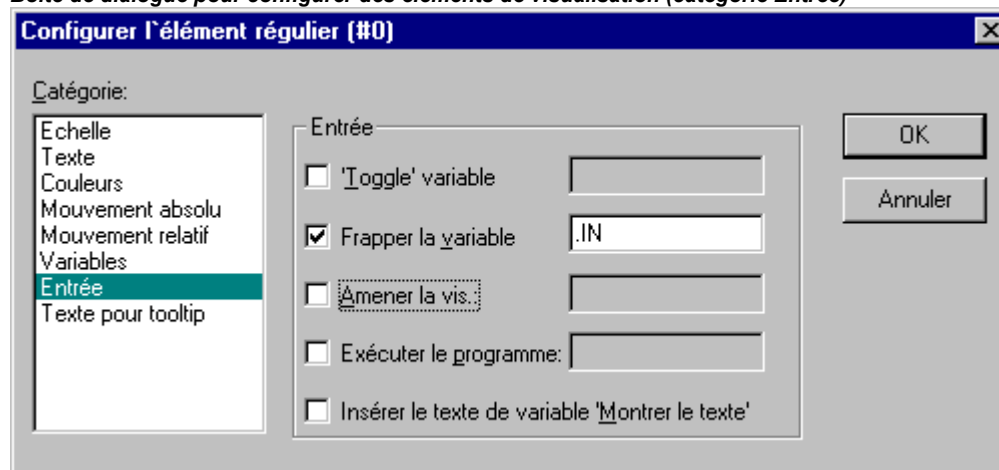 Boîte de dialogue pour configurer des éléments de visualisation (catégorie Entrée)
Configurer l`élément régulier (#0)
Catégorie:
Echelle
Texte
Couleurs
Mouvement absolu
Mouvement relatif
Variables
Entrée
Texte pour tooltip
Entrée
'Toggle' variable
Frapper la variable
.IN
Amener la vis.:
Exécuter le programme:
Insérer le texte de variable 'Montrer le texte'
OK
Annuler